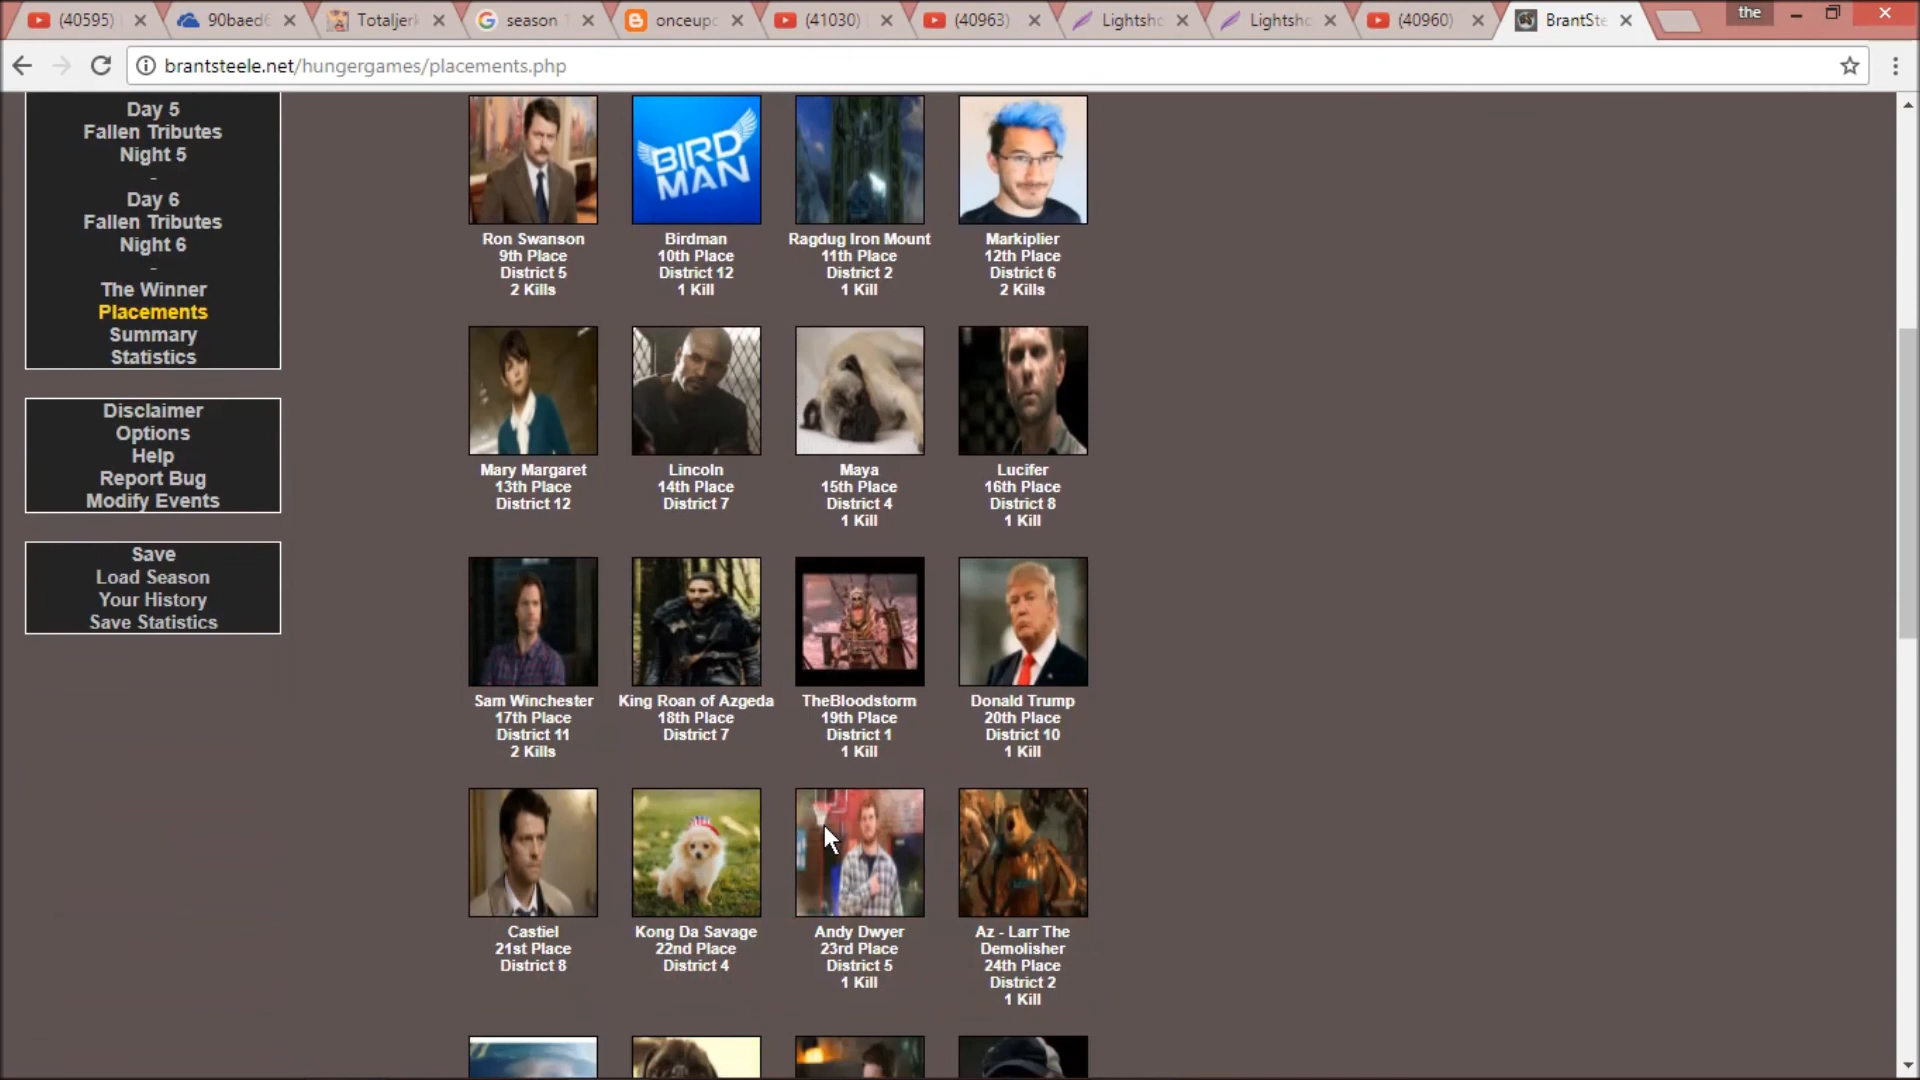 (40595)
90baed6
Totaljerk
season
onceupo
(41030)
(40963)
Lightsho
Lightsho
(40960)
BrantSte
the
brantsteele.net/hungergames/placements.php
Day 5
Fallen Tributes
Night 5
-
Day 6
Fallen Tributes
Night 6
-
The Winner
Placements
Summary
Statistics
Disclaimer
Options
Help
Report Bug
Modify Events
Save
Load Season
Your History
Save Statistics
BIRD
MAN
Ron Swanson
9th Place
District 5
2 Kills
Birdman
10th Place
District 12
1 Kill
Ragdug Iron Mount
11th Place
District 2
1 Kill
Markiplier
12th Place
District 6
2 Kills
Mary Margaret
13th Place
District 12
Lincoln
14th Place
District 7
Maya
15th Place
District 4
1 Kill
Lucifer
16th Place
District 8
1 Kill
Sam Winchester
17th Place
District 11
2 Kills
King Roan of Azgeda
18th Place
District 7
TheBloodstorm
19th Place
District 1
1 Kill
Donald Trump
20th Place
District 10
1 Kill
Castiel
21st Place
District 8
Kong Da Savage
22nd Place
District 4
Andy Dwyer
23rd Place
District 5
1 Kill
Az - Larr The
Demolisher
24th Place
District 2
1 Kill